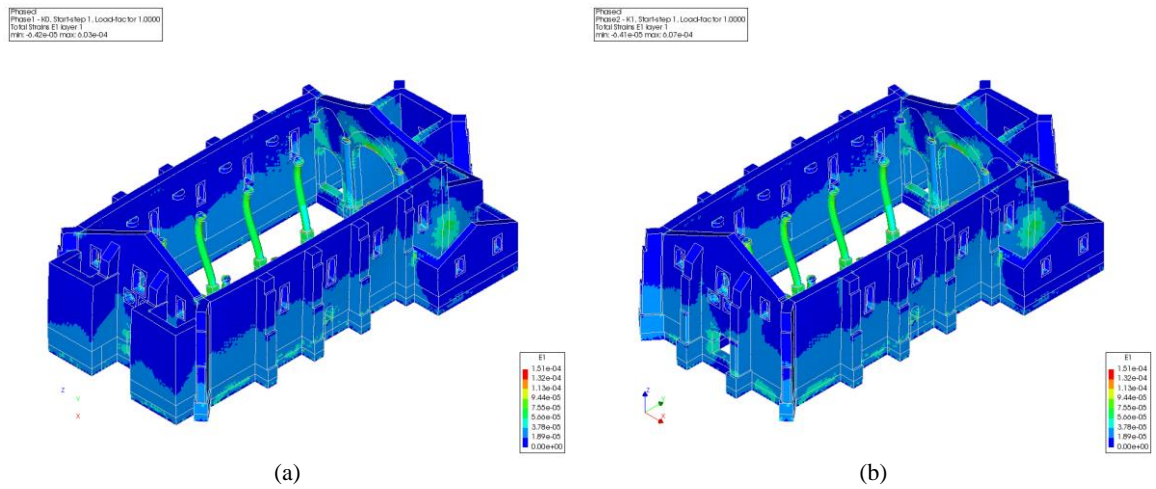 Phased
Phase1 - K0, Start-step 1, Load-factor 1.0000
Total Strains E1 layer 1
min: -6.42e-05 max: 6.03e-04
Phased
Phase2 - K1, Start-step 1, Load-factor 1.0000
Total Strains E1 layer 1
min: -6.41e-05 max: 6.07e-04
Z
Y
X
E1
1.51e-04
1.32e-04
1.13e-04
9.44e-05
7.55e-05
5.66e-05
3.78e-05
1.89e-05
0.00e+00
Z
Y
X
E1
1.51e-04
1.32e-04
1.13e-04
9.44e-05
7.55e-05
5.66e-05
3.78e-05
1.89e-05
0.00e+00
(a)
(b)